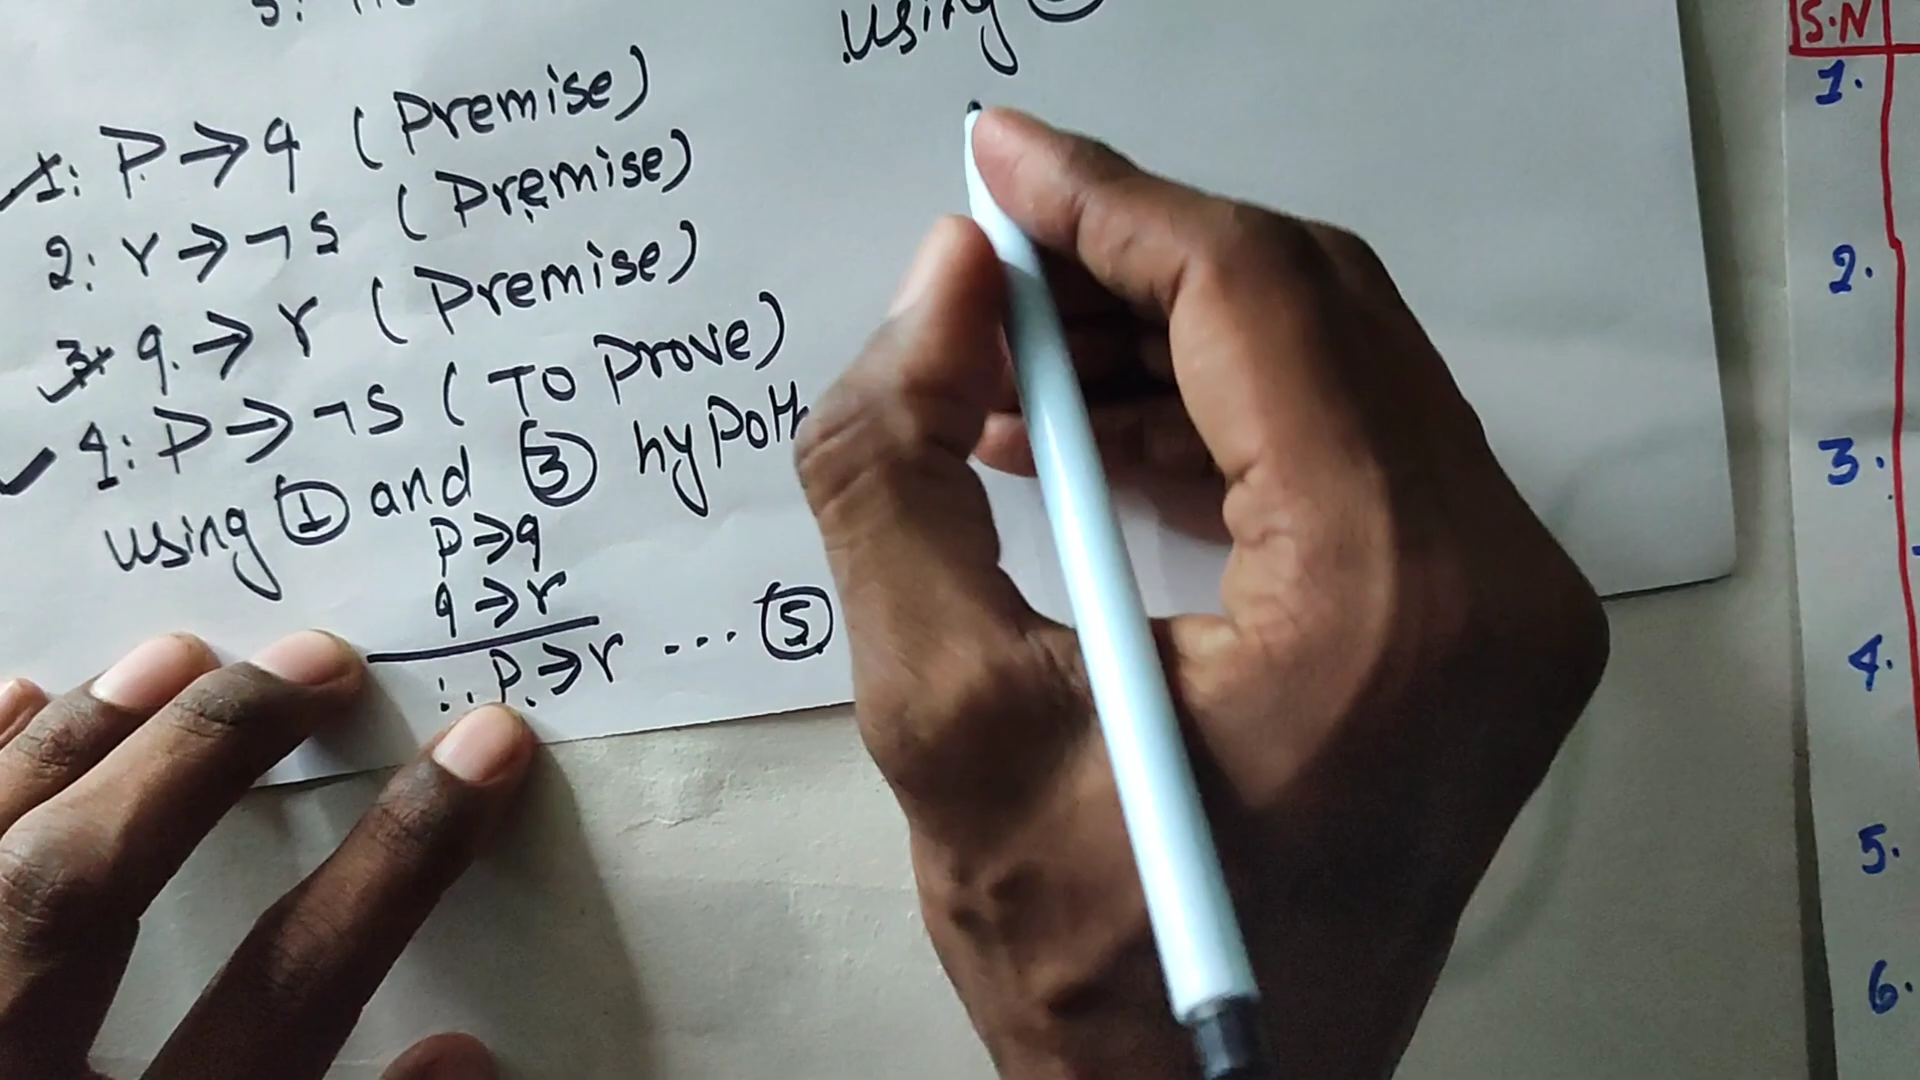 1: P → q (Premise)
2: r → ¬s (Premise)
3: q → r (Premise)
4: P → ¬s (To Prove)
using ① and ③ hypoth
P → q
q → r
∴ P → r ... ⑤
using
S.N
1.
2.
3.
4.
5.
6.